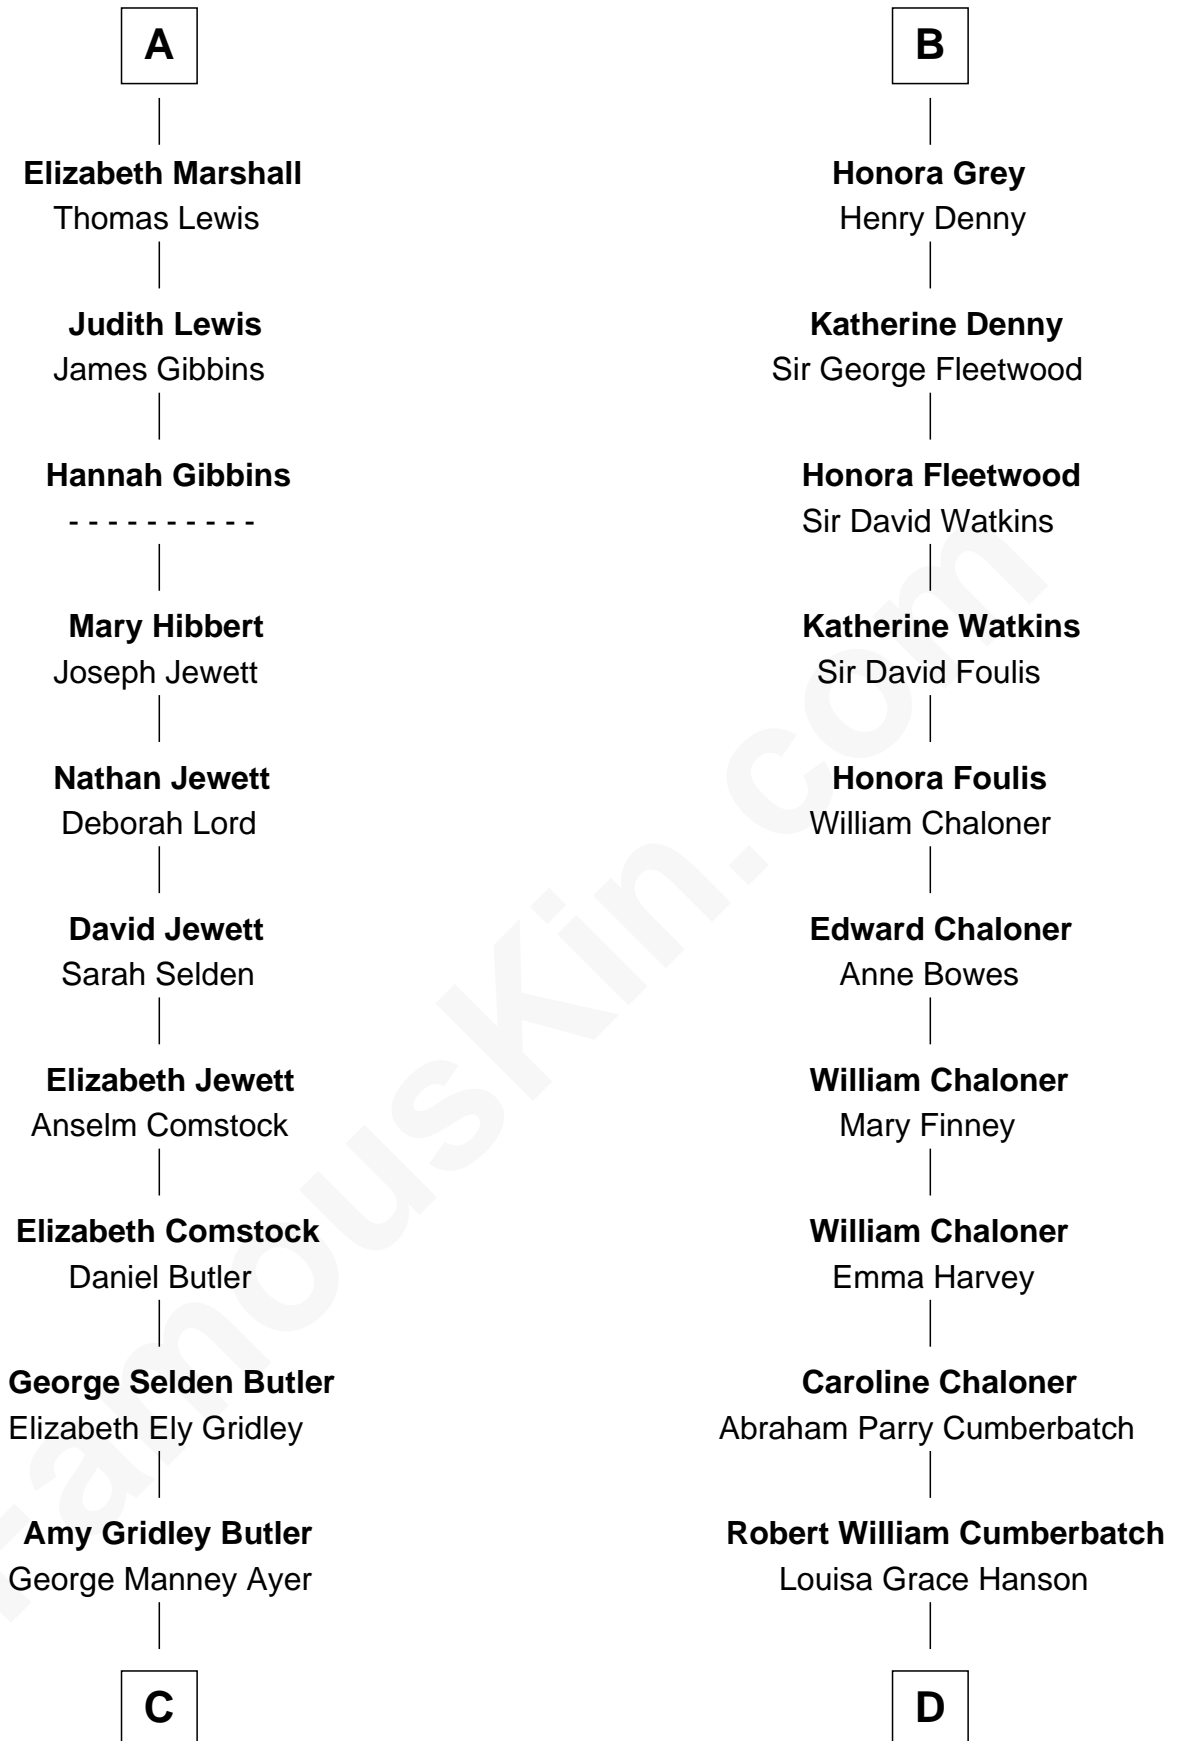 A
Elizabeth Marshall
Thomas Lewis
Judith Lewis
James Gibbins
Hannah Gibbins
- - - - - - - - - -
Mary Hibbert
Joseph Jewett
Nathan Jewett
Deborah Lord
David Jewett
Sarah Selden
Elizabeth Jewett
Anselm Comstock
Elizabeth Comstock
Daniel Butler
George Selden Butler
Elizabeth Ely Gridley
Amy Gridley Butler
George Manney Ayer
C
B
Honora Grey
Henry Denny
Katherine Denny
Sir George Fleetwood
Honora Fleetwood
Sir David Watkins
Katherine Watkins
Sir David Foulis
Honora Foulis
William Chaloner
Edward Chaloner
Anne Bowes
William Chaloner
Mary Finney
William Chaloner
Emma Harvey
Caroline Chaloner
Abraham Parry Cumberbatch
Robert William Cumberbatch
Louisa Grace Hanson
D
FamousKin.com